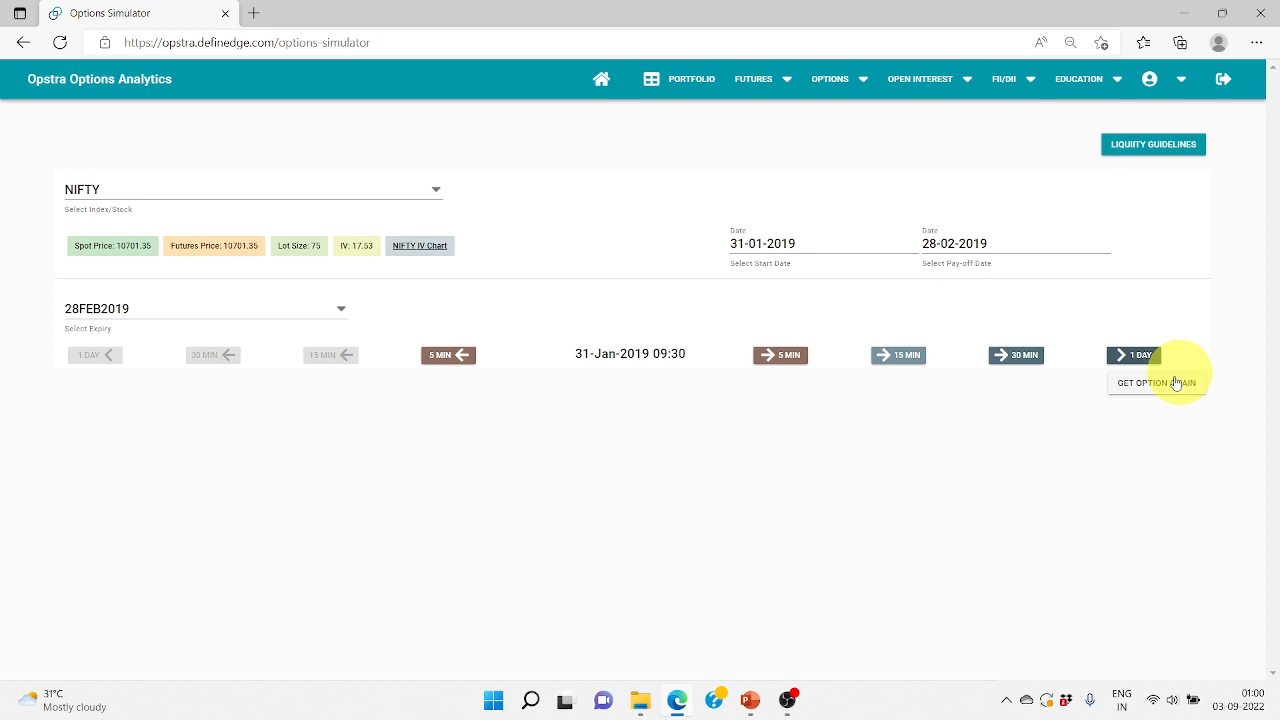 Options Simulator
https://opstra.definedge.com/options-simulator
Opstra Options Analytics
PORTFOLIO FUTURES OPTIONS OPEN INTEREST FII/DII EDUCATION
LIQUIITY GUIDELINES
NIFTY
Select Index/Stock
Spot Price: 10701.35 Futures Price: 10701.35 Lot Size: 75 IV: 17.53 NIFTY IV Chart
Date Date
31-01-2019 28-02-2019
Select Start Date Select Pay-off Date
28FEB2019
Select Expiry
1 DAY 30 MIN 15 MIN 5 MIN 31-Jan-2019 09:30 5 MIN 15 MIN 30 MIN 1 DAY
GET OPTION
31°C
Mostly cloudy
ENG
IN
01:00
03-09-2022